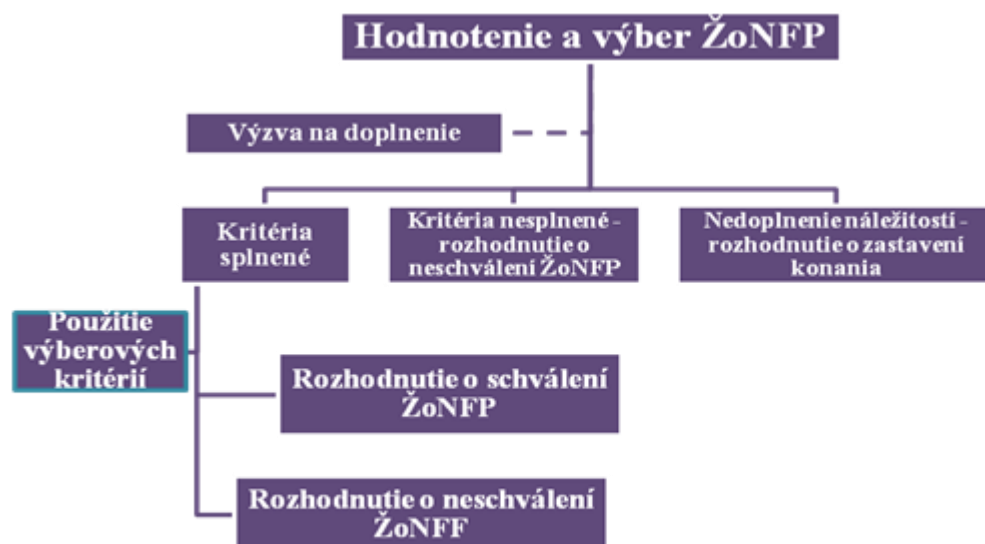 Hodnotenie a výber ŽoNFP
Výzva na doplnenie
Kritéria
splnené
Kritéria nesplnené -
rozhodnutie o
neschválení ŽoNFP
Nedoplnenie náležitostí -
rozhodnutie o zastavení
konania
Použitie
výberových
kritérií
Rozhodnutie o schválení
ŽoNFP
Rozhodnutie o neschválení
ŽoNFF